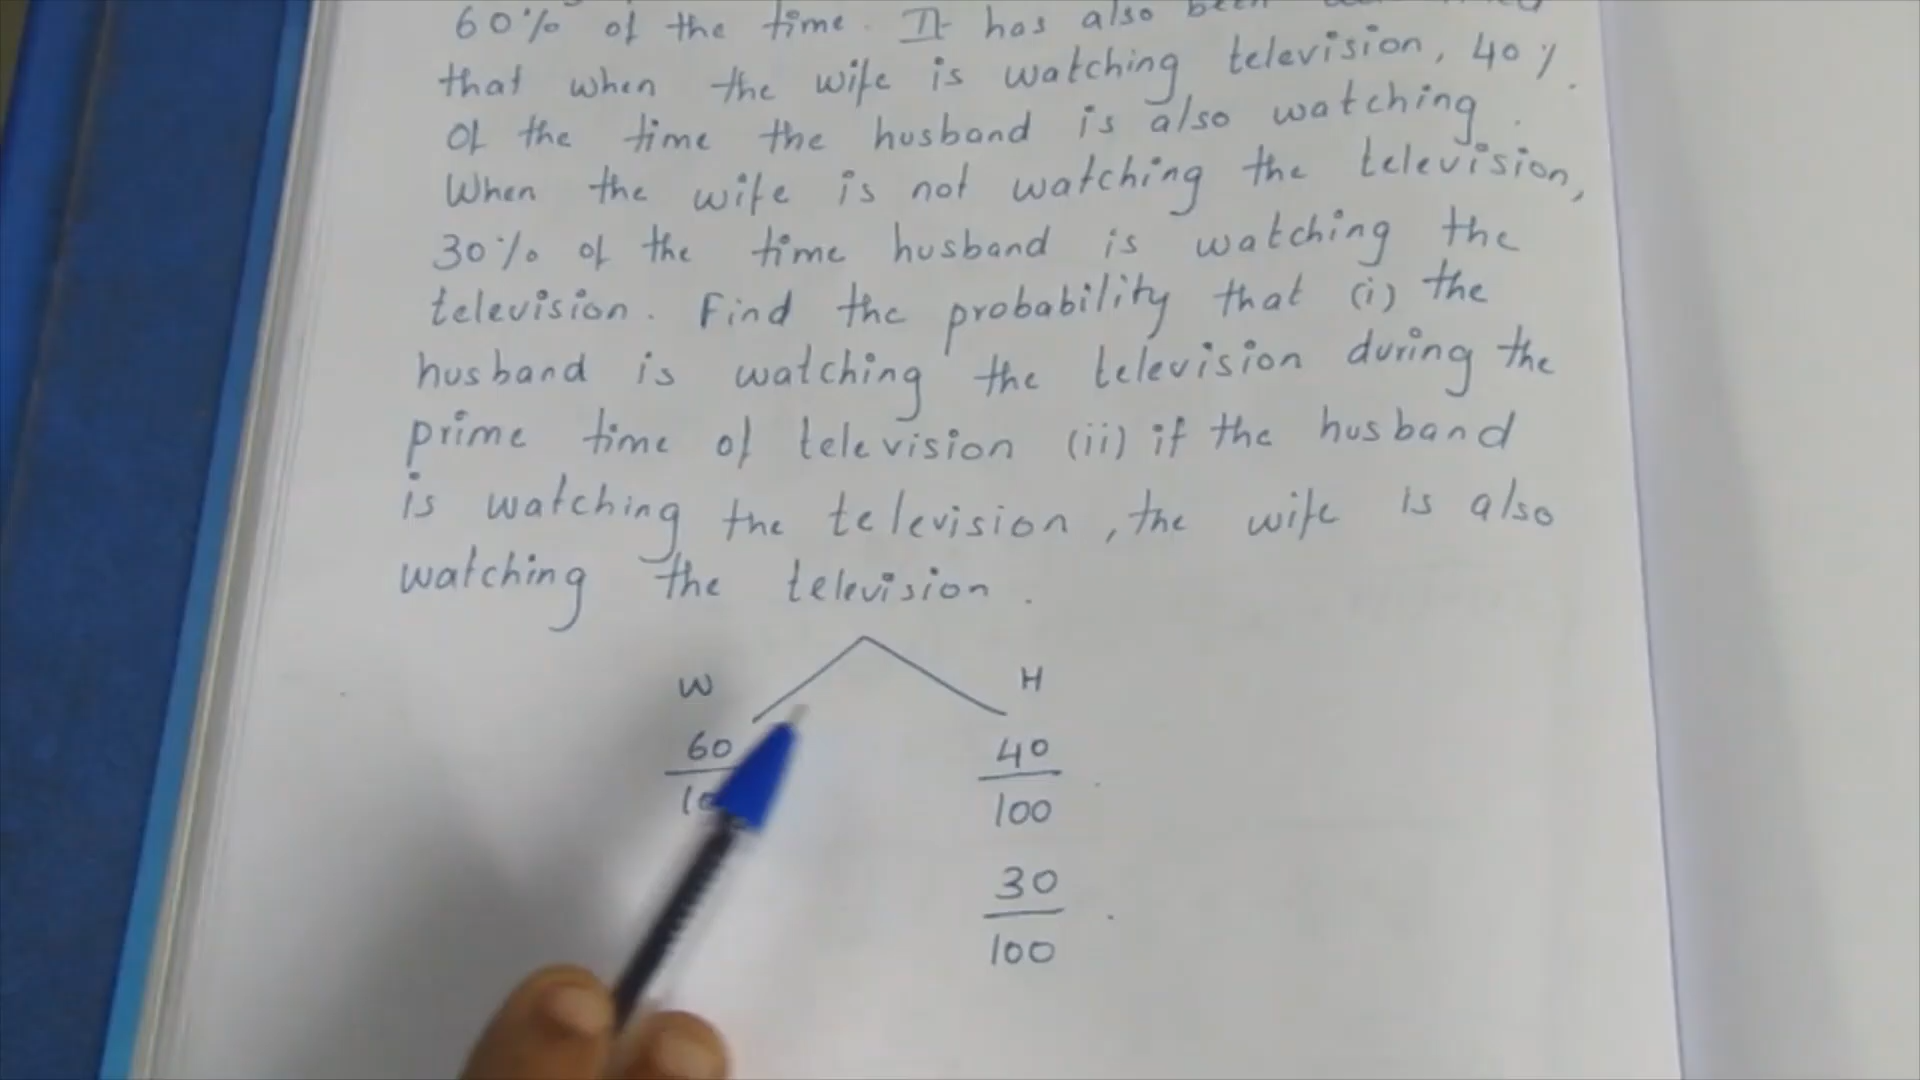 60% of the time. It has also been
that when the wife is watching television, 40%
of the time the husband is also watching.
When the wife is not watching the television,
30% of the time husband is watching the
television. Find the probability that (i) the
husband is watching the television during the
prime time of television (ii) if the husband
is watching the television, the wife is also
watching the television.
W H
60 40
100
30
100